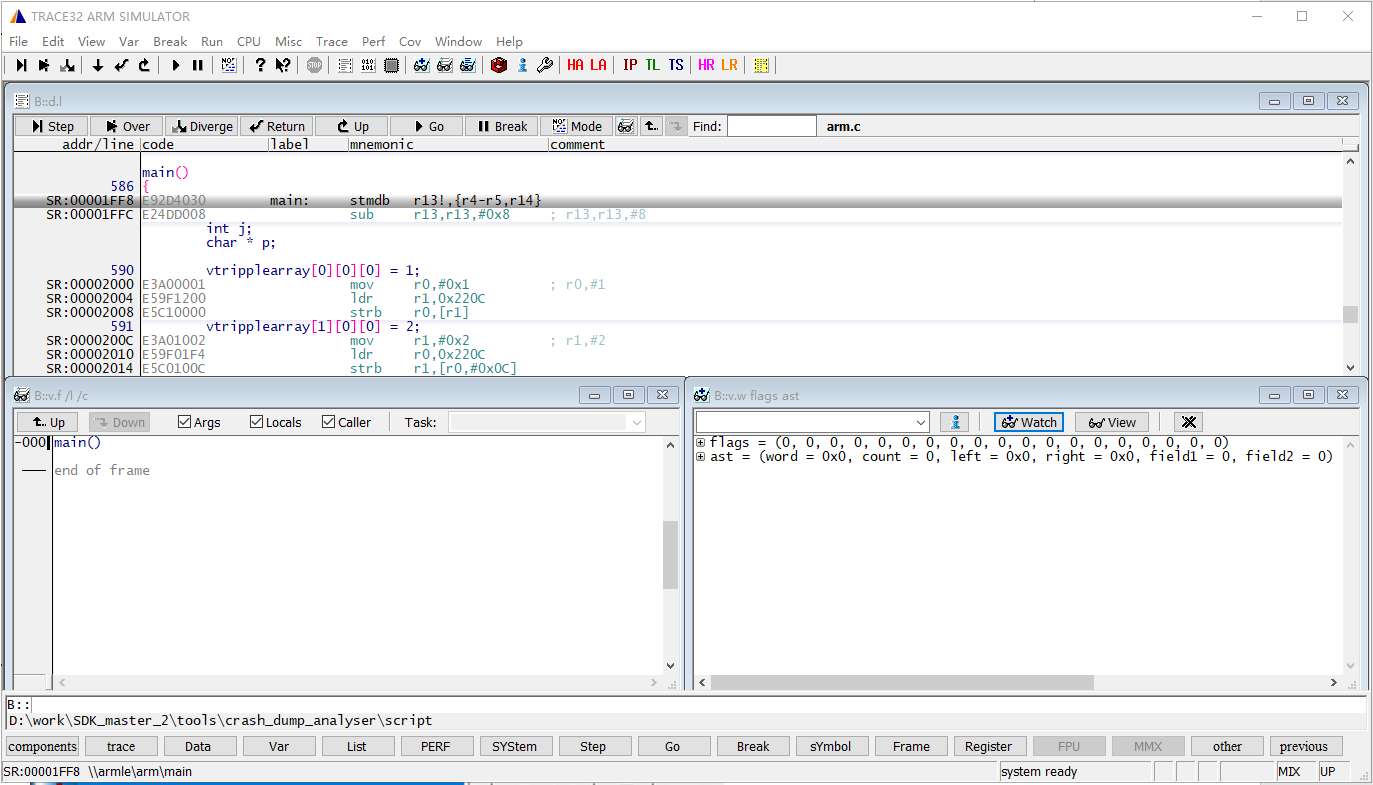 TRACE32 ARM SIMULATOR
File Edit View Var Break Run CPU Misc Trace Perf Cov Window Help
HA LA IP TL TS HR LR
B::d.l
Step Over Diverge Return Up Go Break Mode Find: arm.c
addr/line code label mnemonic comment
main()
586 {
SR:00001FF8 E92D4030 main: stmdb r13!,{r4-r5,r14}
SR:00001FFC E24DD008 sub r13,r13,#0x8 ; r13,r13,#8
int j;
char * p;
590 vtripplearray[0][0][0] = 1;
SR:00002000 E3A00001 mov r0,#0x1 ; r0,#1
SR:00002004 E59F1200 ldr r1,0x220C
SR:00002008 E5C10000 strb r0,[r1]
591 vtripplearray[1][0][0] = 2;
SR:0000200C E3A01002 mov r1,#0x2 ; r1,#2
SR:00002010 E59F01F4 ldr r0,0x220C
SR:00002014 E5C0100C strb r1,[r0,#0x0C]
B::v.f /l /c
Up Down Args Locals Caller Task:
-000 main()
end of frame
B::v.w flags ast
Watch View
flags = (0, 0, 0, 0, 0, 0, 0, 0, 0, 0, 0, 0, 0, 0, 0, 0, 0, 0, 0)
ast = (word = 0x0, count = 0, left = 0x0, right = 0x0, field1 = 0, field2 = 0)
B::
D:\work\SDK_master_2\tools\crash_dump_analyser\script
components trace Data Var List PERF SYStem Step Go Break sYmbol Frame Register FPU MMX other previous
SR:00001FF8 \\armle\arm\main system ready MIX UP